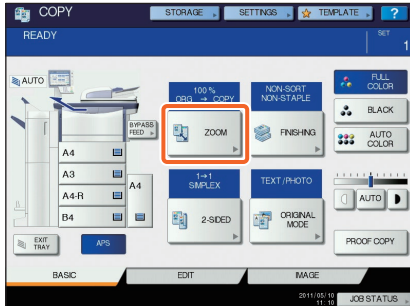 COPY
STORAGE
SETTINGS
TEMPLATE
?
READY
SET
1
AUTO
100 %
ORG → COPY
NON-SORT
NON-STAPLE
FULL
COLOR
BYPASS
FEED
ZOOM
FINISHING
BLACK
AUTO
COLOR
A4
A3
A4-R
B4
A4
1→1
SIMPLEX
TEXT/PHOTO
2-SIDED
ORIGINAL
MODE
AUTO
EXIT
TRAY
APS
PROOF COPY
BASIC
EDIT
IMAGE
2011/05/10
11:10
JOB STATUS